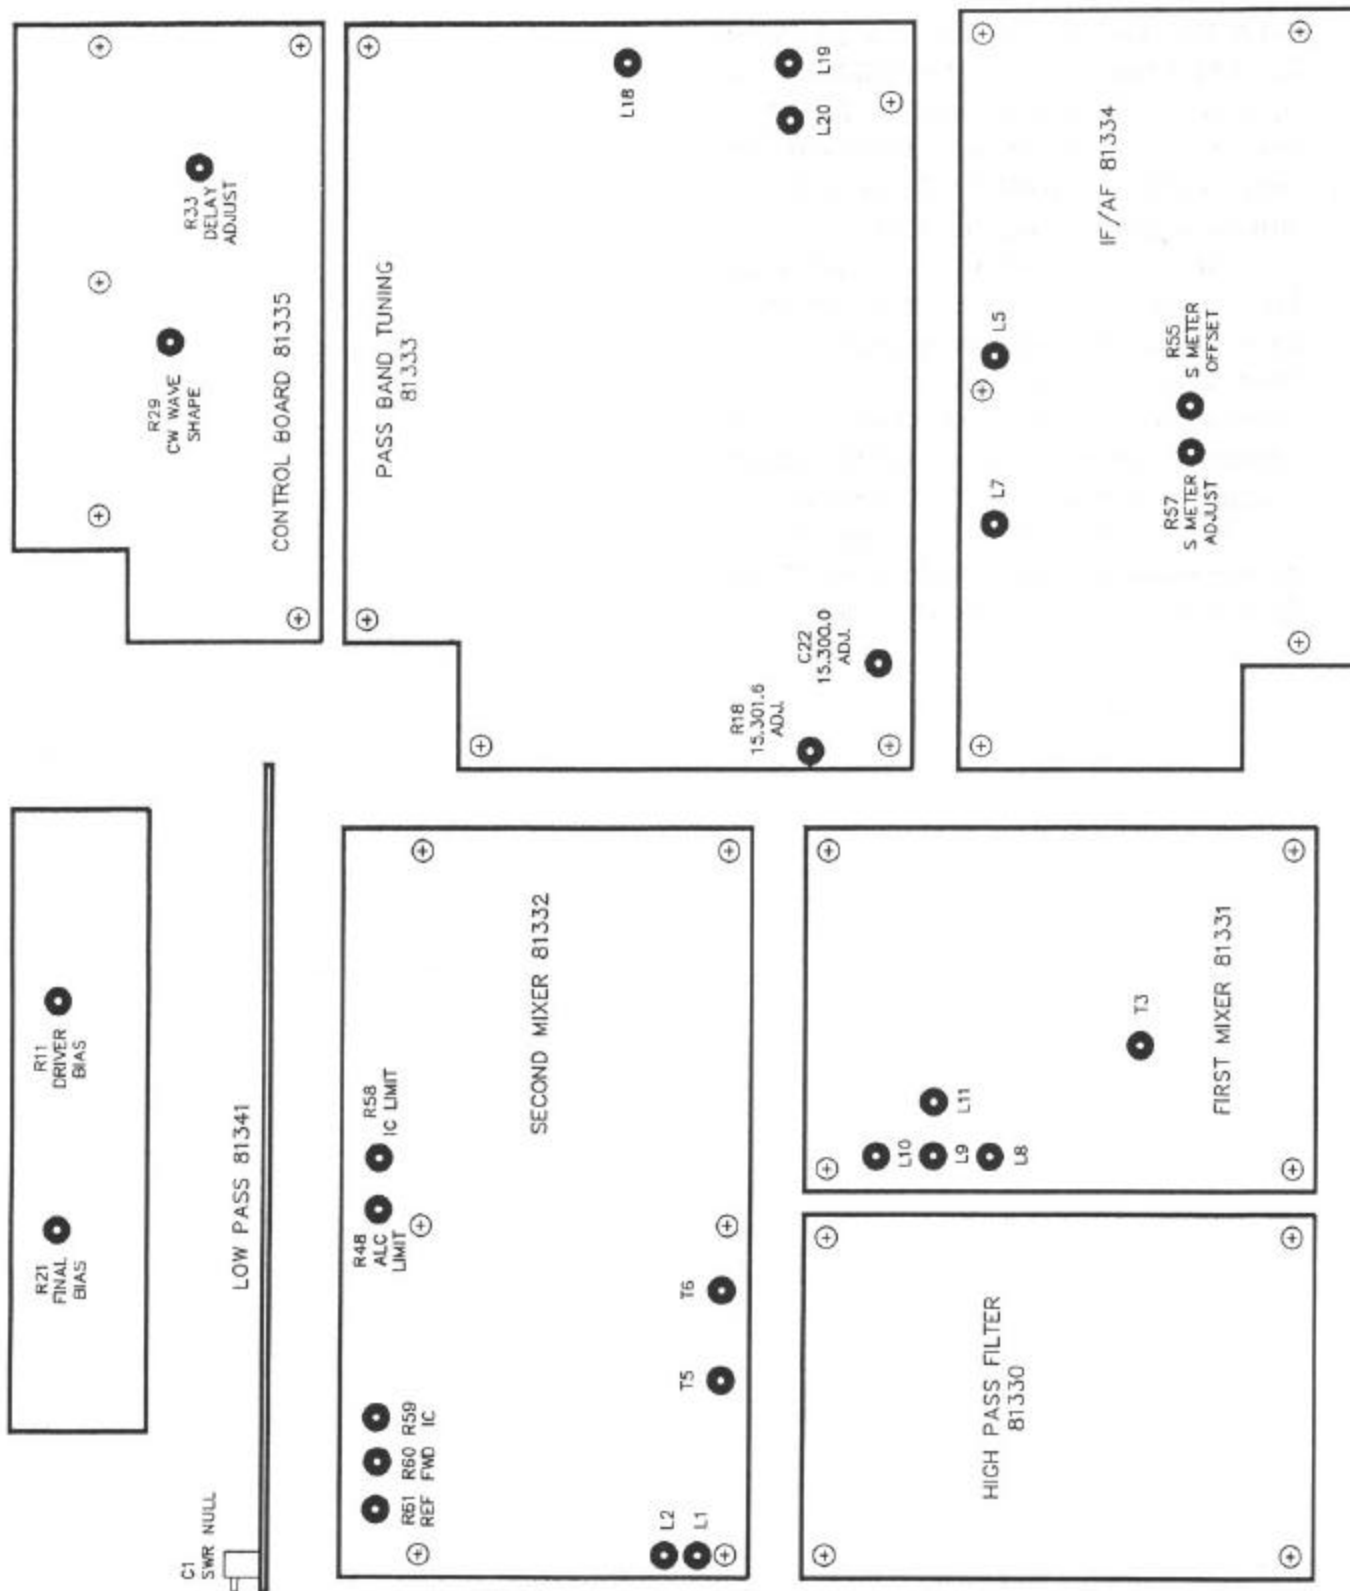 R33
DELAY
ADJUST
R29
CW WAVE
SHAPE
CONTROL BOARD 81335
PASS BAND TUNING
81333
L18
L19
L20
C22
15.300.0
ADJ.
R18
15.301.6
ADJ.
IF/AF 81334
L5
L7
R55
S METER
OFFSET
R57
S METER
ADJUST
R11
DRIVER
BIAS
R21
FINAL
BIAS
LOW PASS 81341
C1
SWR NULL
SECOND MIXER 81332
R58
IC LIMIT
R48
ALC
LIMIT
R59
IC
R60
FWD
R61
REF
T6
T5
L2
L1
FIRST MIXER 81331
T3
L11
L10
L9
L8
HIGH PASS FILTER
81330